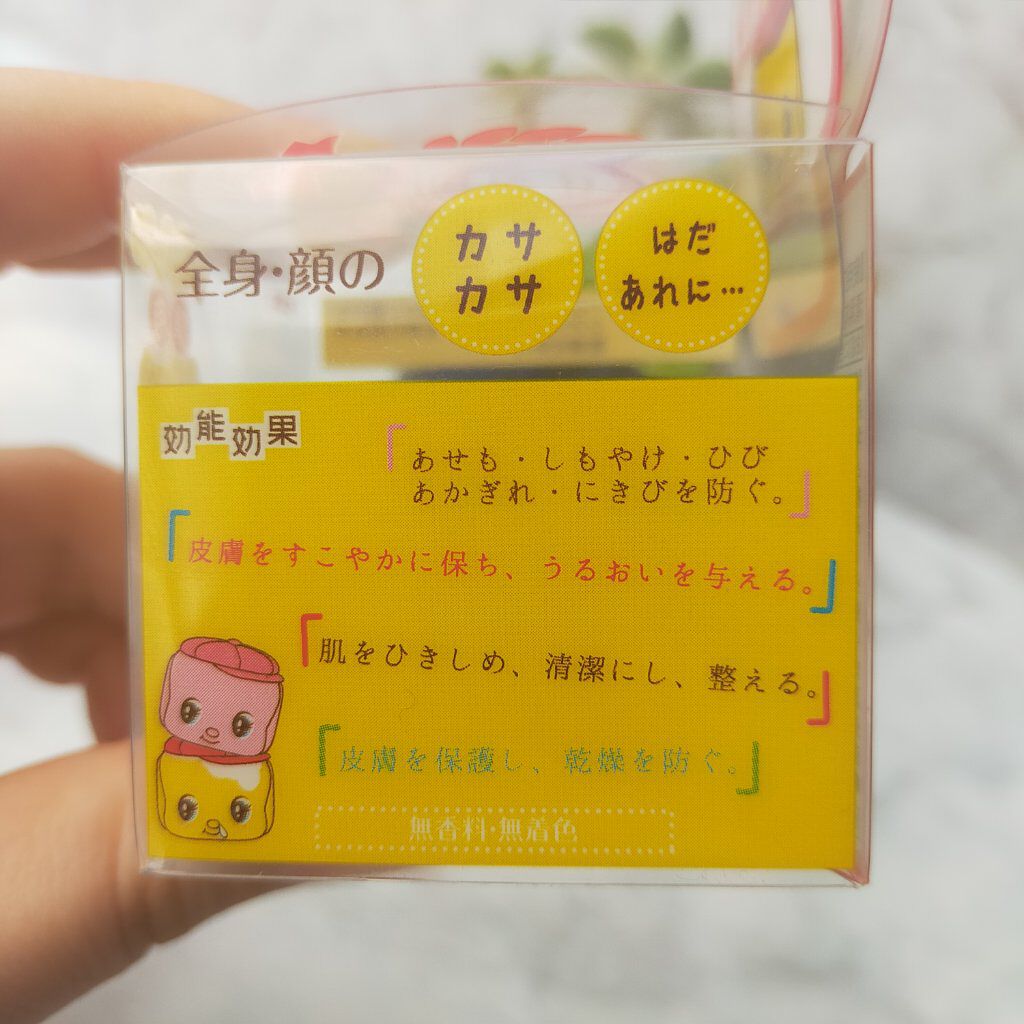 全身・顔の
カサ
カサ
はだ
あれに…
効能効果
「あせも・しもやけ・ひび
あかぎれ・にきびを防ぐ。」
「皮膚をすこやかに保ち、うるおいを与える。」
「肌をひきしめ、清潔にし、整える。」
「皮膚を保護し、乾燥を防ぐ。」
無香料・無着色